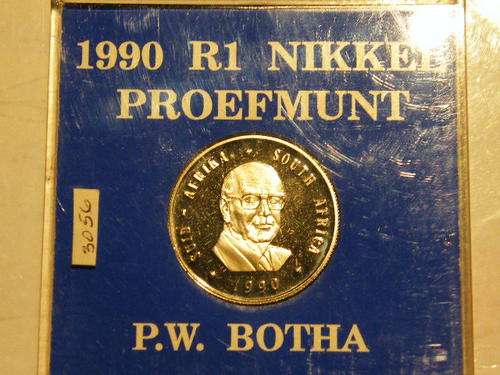 1990 R1 NIKKEL
PROEFMUNT
SUID - AFRIKA · SOUTH AFRICA
1990
3056
P.W. BOTHA